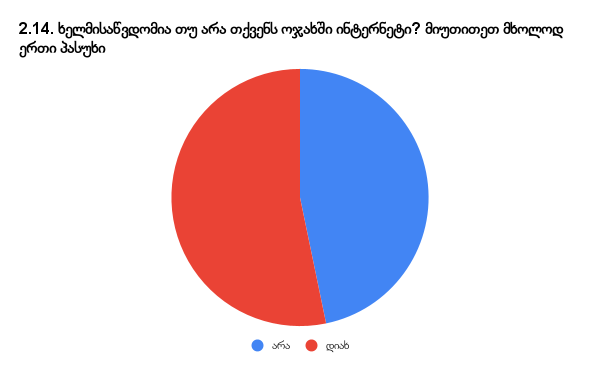 2.14. ხელმისაწვდომია თუ არა თქვენს ოჯახში ინტერნეტი? მიუთითეთ მხოლოდ
ერთი პასუხი
არა
დიახ